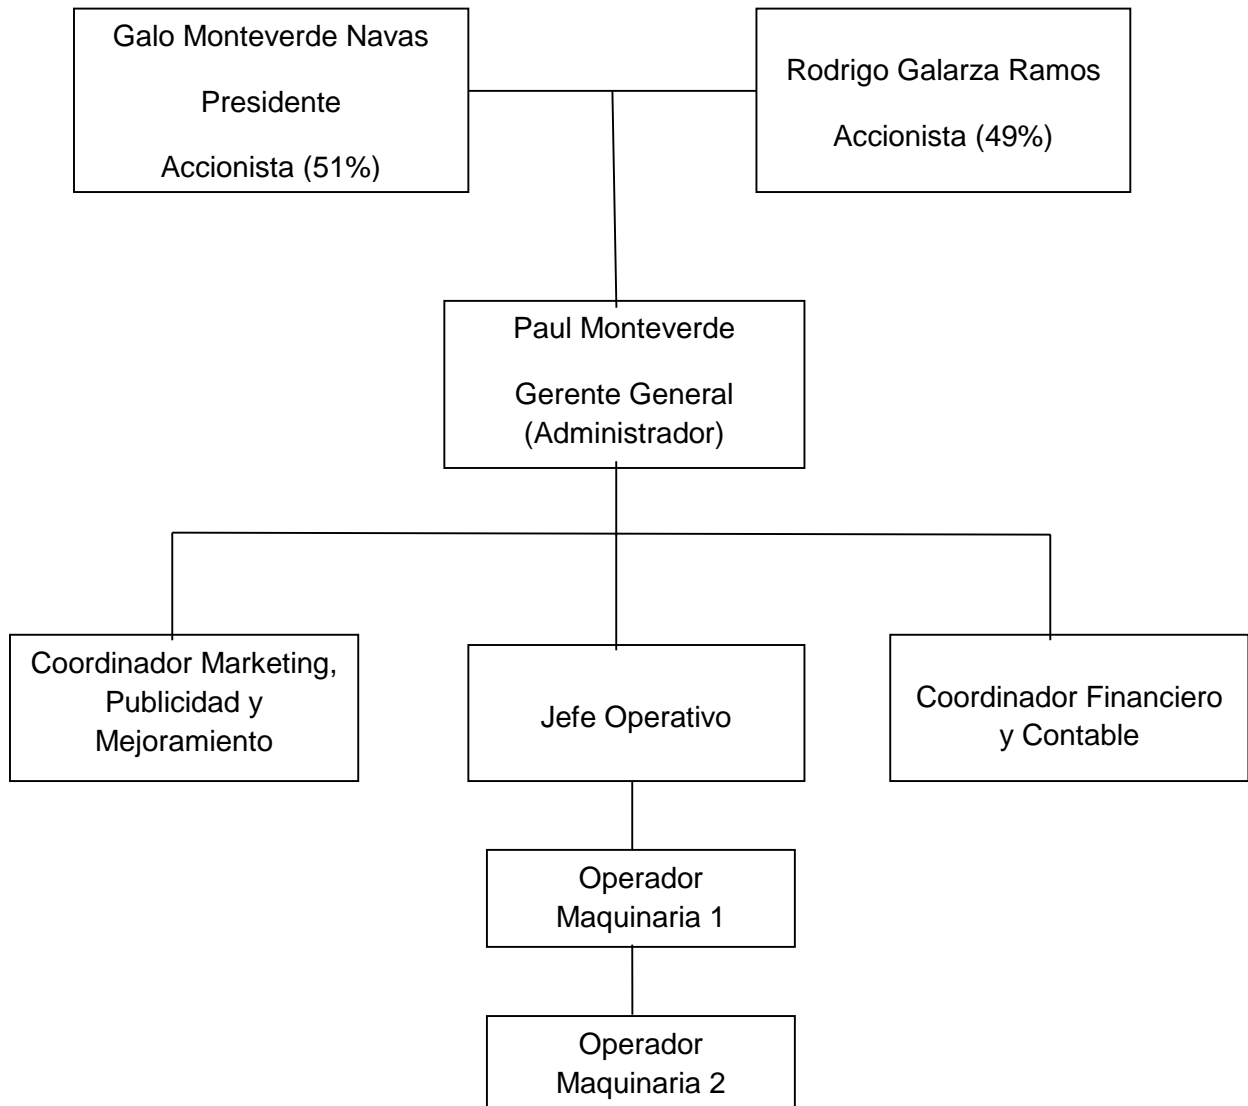 Galo Monteverde Navas
Presidente
Accionista (51%)
Rodrigo Galarza Ramos
Accionista (49%)
Paul Monteverde
Gerente General
(Administrador)
Coordinador Marketing,
Publicidad y
Mejoramiento
Jefe Operativo
Coordinador Financiero
y Contable
Operador
Maquinaria 1
Operador
Maquinaria 2